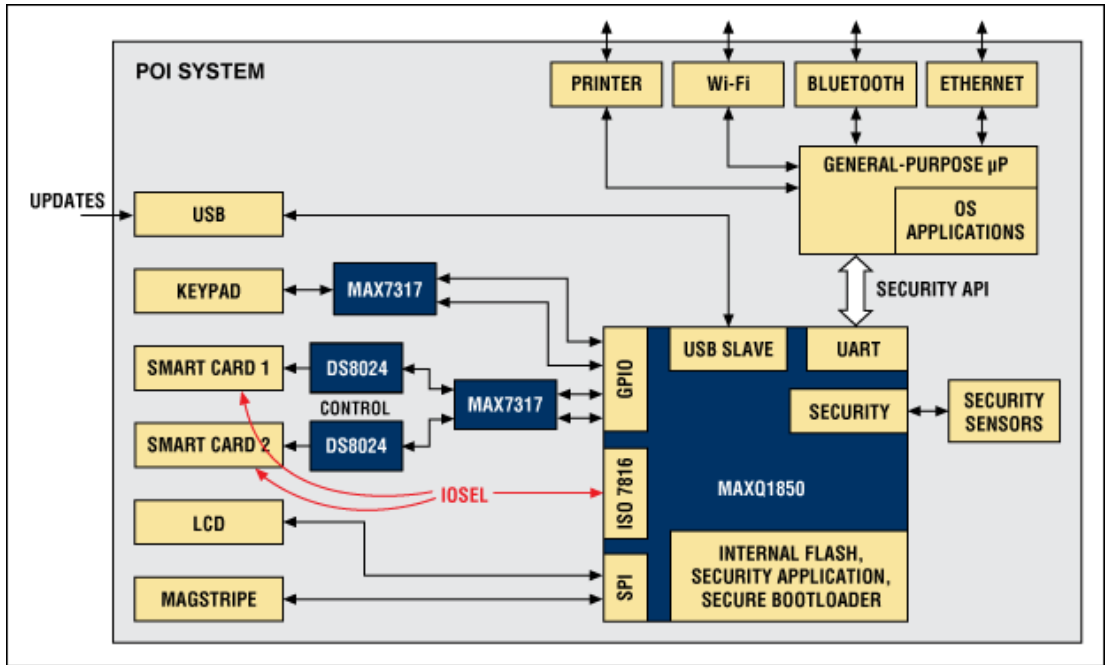 POI SYSTEM
PRINTER
Wi-Fi
BLUETOOTH
ETHERNET
GENERAL-PURPOSE µP
OS
APPLICATIONS
UPDATES
USB
KEYPAD
MAX7317
SECURITY API
SMART CARD 1
DS8024
CONTROL
MAX7317
SMART CARD 2
DS8024
GPIO
USB SLAVE
UART
SECURITY
SECURITY
SENSORS
IOSEL
ISO 7816
MAXQ1850
LCD
MAGSTRIPE
SPI
INTERNAL FLASH,
SECURITY APPLICATION,
SECURE BOOTLOADER